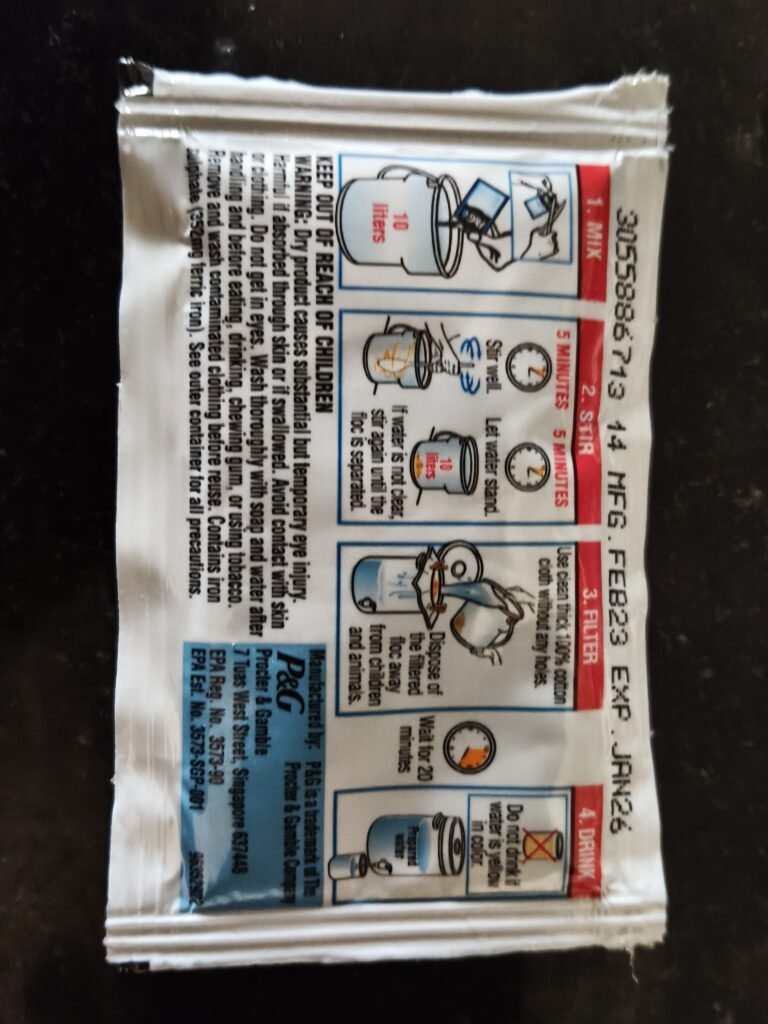 3055886713 14 MFG.FEB23 EXP.JAN26
1. MIX
10
liters
2. STIR
5 MINUTES
Stir well.
5 MINUTES
Let water stand.
10
liters
If water is not clear,
stir again until the
floc is separated.
3. FILTER
Use clean thick 100% cotton
cloth without any holes.
Dispose of
the filtered
floc away
from children
and animals.
Wait for 20
minutes
4. DRINK
Do not drink if
water is yellow
in color.
Prepared
water
KEEP OUT OF REACH OF CHILDREN
WARNING: Dry product causes substantial but temporary eye injury.
Harmful if absorbed through skin or if swallowed. Avoid contact with skin
or clothing. Do not get in eyes. Wash thoroughly with soap and water after
handling and before eating, drinking, chewing gum, or using tobacco.
Remove and wash contaminated clothing before reuse. Contains iron
sulphate (352mg ferric iron). See outer container for all precautions.
Manufactured by:
P&G
P&G is a trademark of The
Procter & Gamble Company
Procter & Gamble
7 Tuas West Street, Singapore 637448
EPA Reg. No. 3573-90
EPA Est. No. 3573-SGP-001